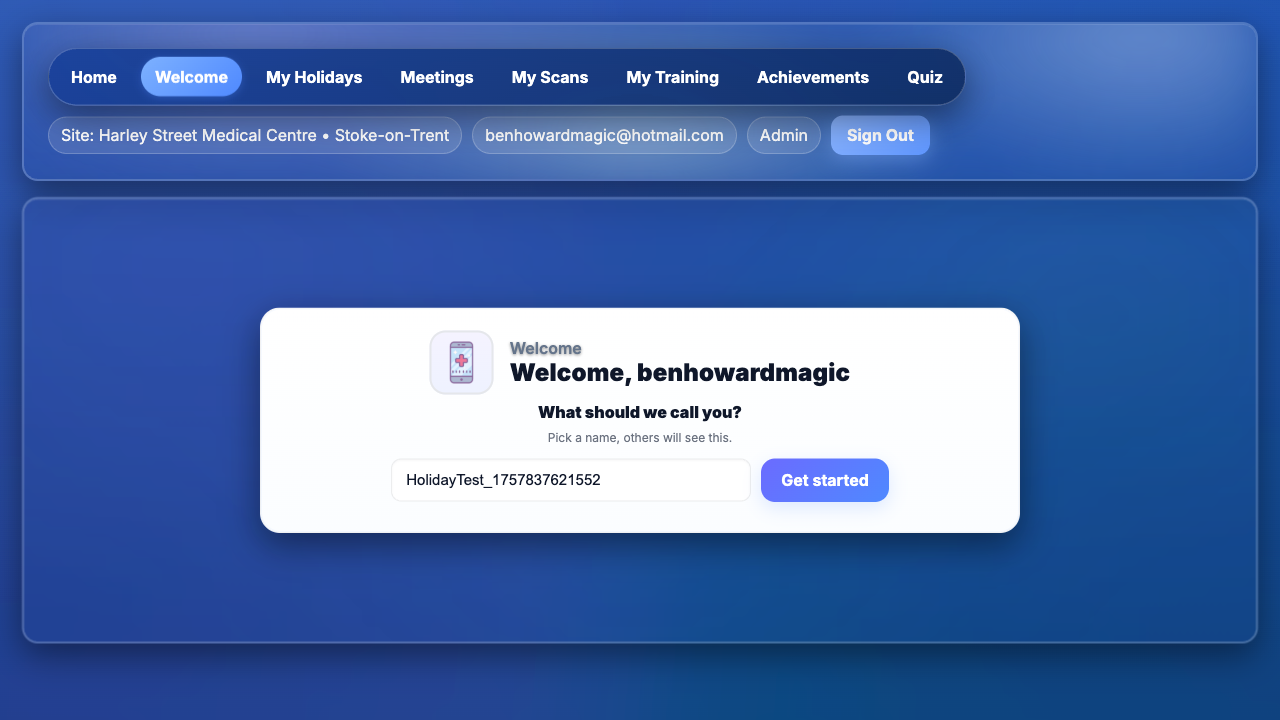 Home Welcome My Holidays Meetings My Scans My Training Achievements Quiz
Site: Harley Street Medical Centre • Stoke-on-Trent benhowardmagic@hotmail.com Admin Sign Out
Welcome
Welcome, benhowardmagic
What should we call you?
Pick a name, others will see this.
HolidayTest_1757837621552 Get started